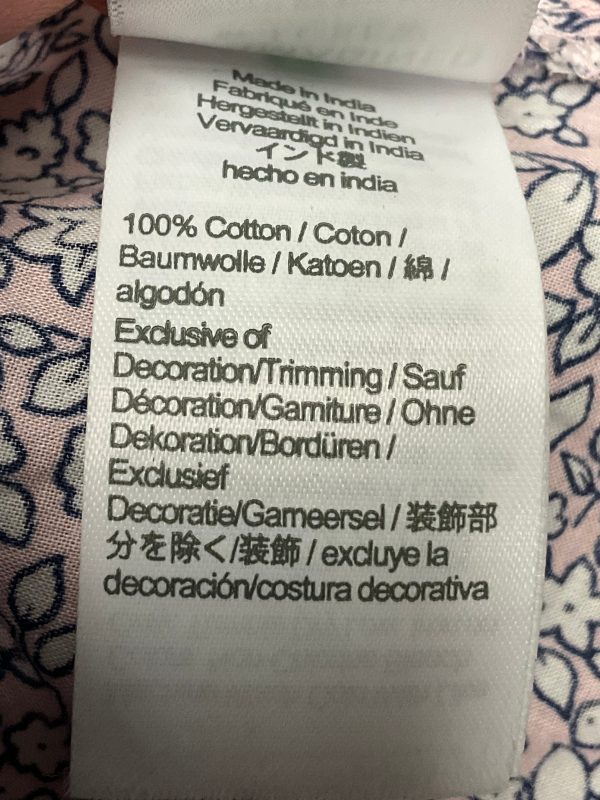 Made in India
Fabriqué en Inde
Hergestellt in Indien
Vervaardigd in India
インド製
hecho en india
100% Cotton / Coton /
Baumwolle / Katoen / 綿 /
algodón
Exclusive of
Decoration/Trimming / Sauf
Décoration/Garniture / Ohne
Dekoration/Bordüren /
Exclusief
Decoratie/Garneersel / 装飾部
分を除く/装飾 / excluye la
decoración/costura decorativa